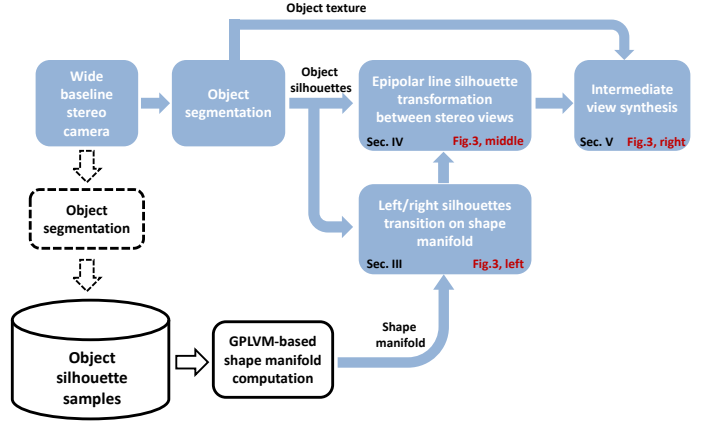 Object texture
Wide
baseline
stereo
camera
Object
segmentation
Object
silhouettes
Epipolar line silhouette
transformation
between stereo views
Sec. IV
Fig.3, middle
Intermediate
view synthesis
Sec. V
Fig.3, right
Object
segmentation
Left/right silhouettes
transition on shape
manifold
Sec. III
Fig.3, left
Object
silhouette
samples
GPLVM-based
shape manifold
computation
Shape
manifold